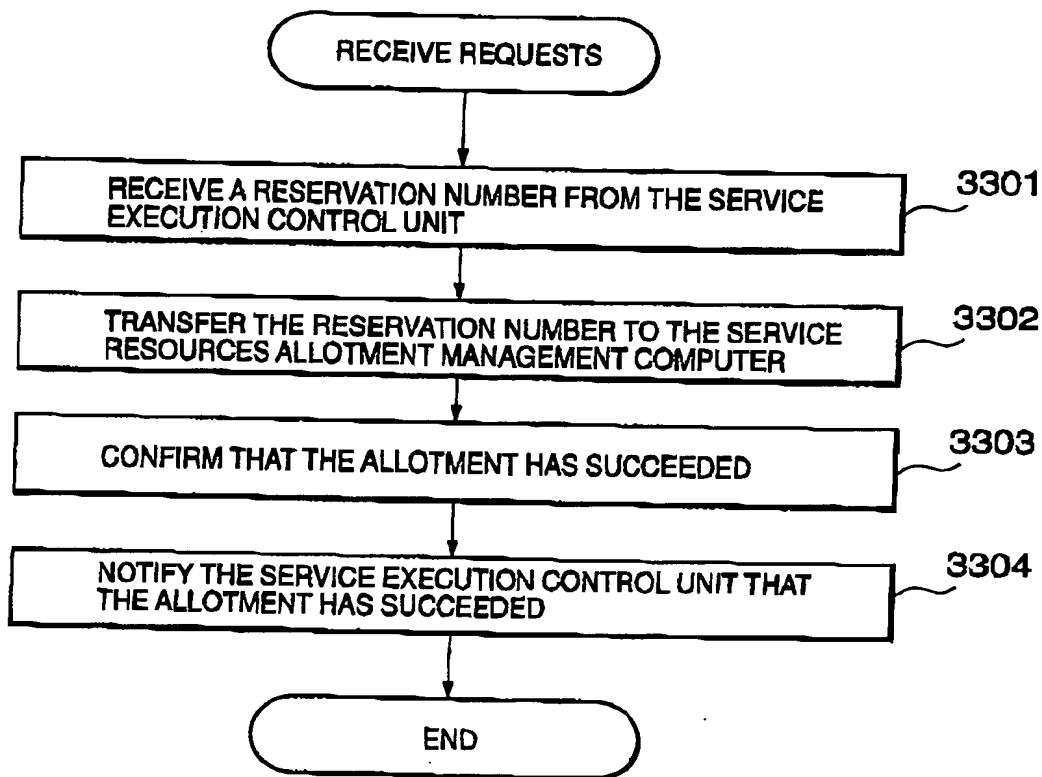 RECEIVE REQUESTS
RECEIVE A RESERVATION NUMBER FROM THE SERVICE
EXECUTION CONTROL UNIT
3301
TRANSFER THE RESERVATION NUMBER TO THE SERVICE
RESOURCES ALLOTMENT MANAGEMENT COMPUTER
3302
CONFIRM THAT THE ALLOTMENT HAS SUCCEEDED
3303
NOTIFY THE SERVICE EXECUTION CONTROL UNIT THAT
THE ALLOTMENT HAS SUCCEEDED
3304
END